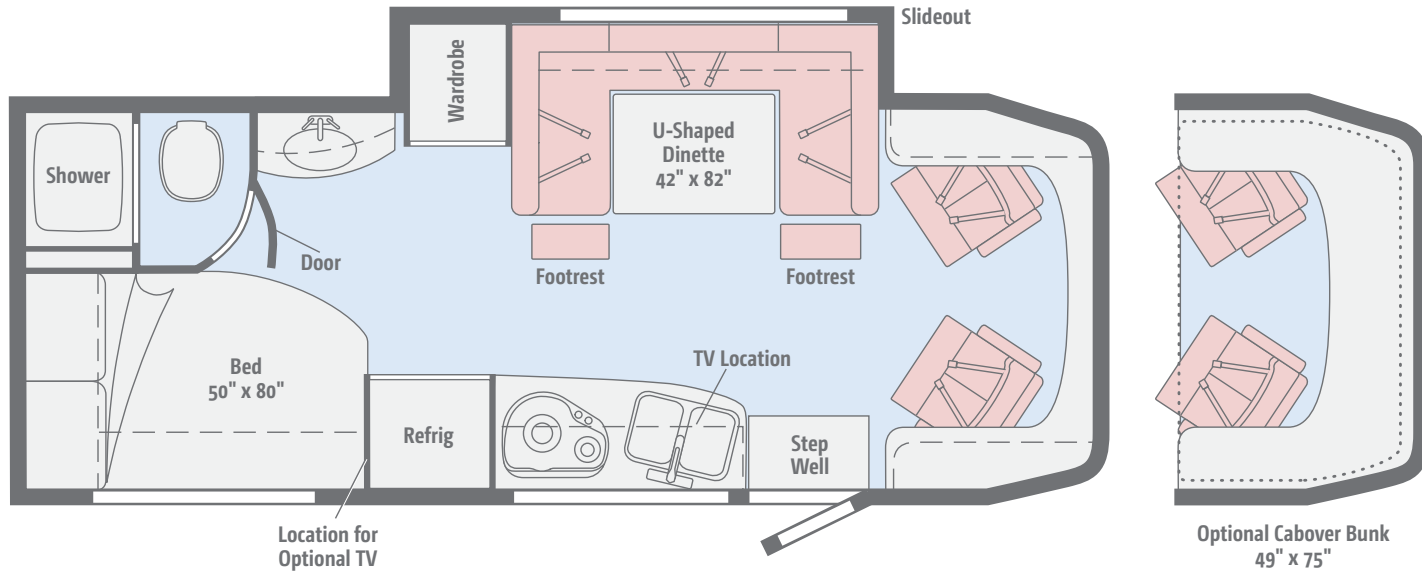 Slideout
Wardrobe
U-Shaped
Dinette
42" x 82"
Shower
Door
Footrest
Footrest
Bed
50" x 80"
TV Location
Refrig
Step
Well
Location for
Optional TV
Optional Cabover Bunk
49" x 75"